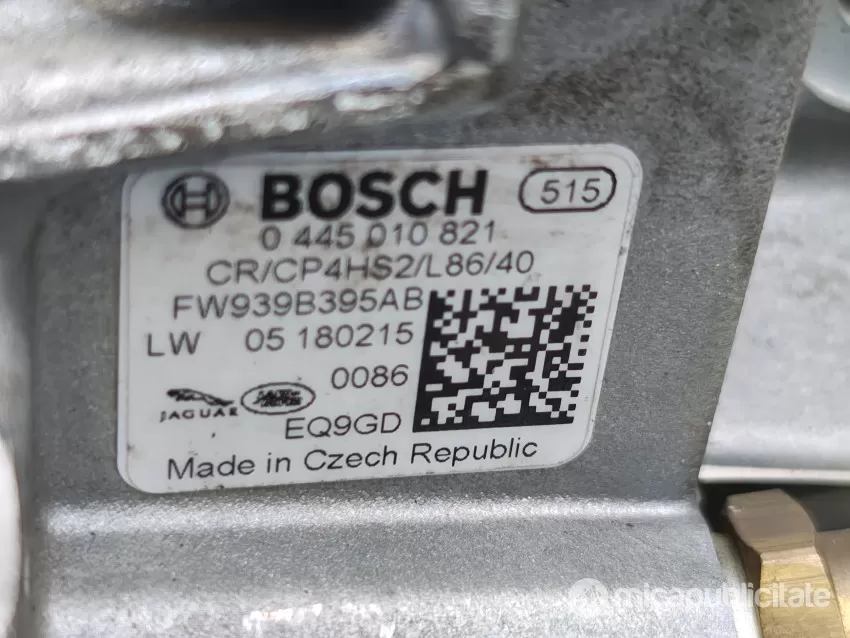 BOSCH 515
0 445 010 821
CR/CP4HS2/L86/40
FW939B395AB
LW 05 180215
0086
JAGUAR
EQ9GD
Made in Czech Republic
micapublicitate